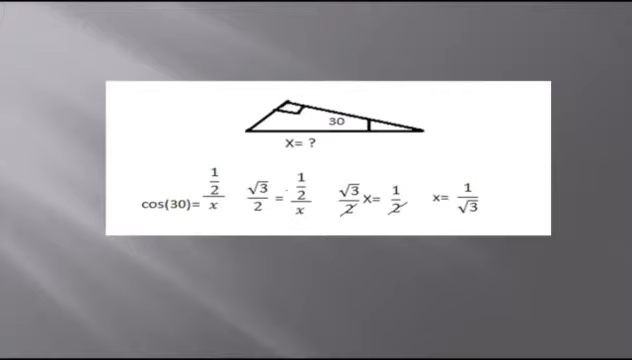 30
X= ?
cos(30)= 1/2/x √3/2 = 1/2/x √3/2 x= 1/2 x= 1/√3